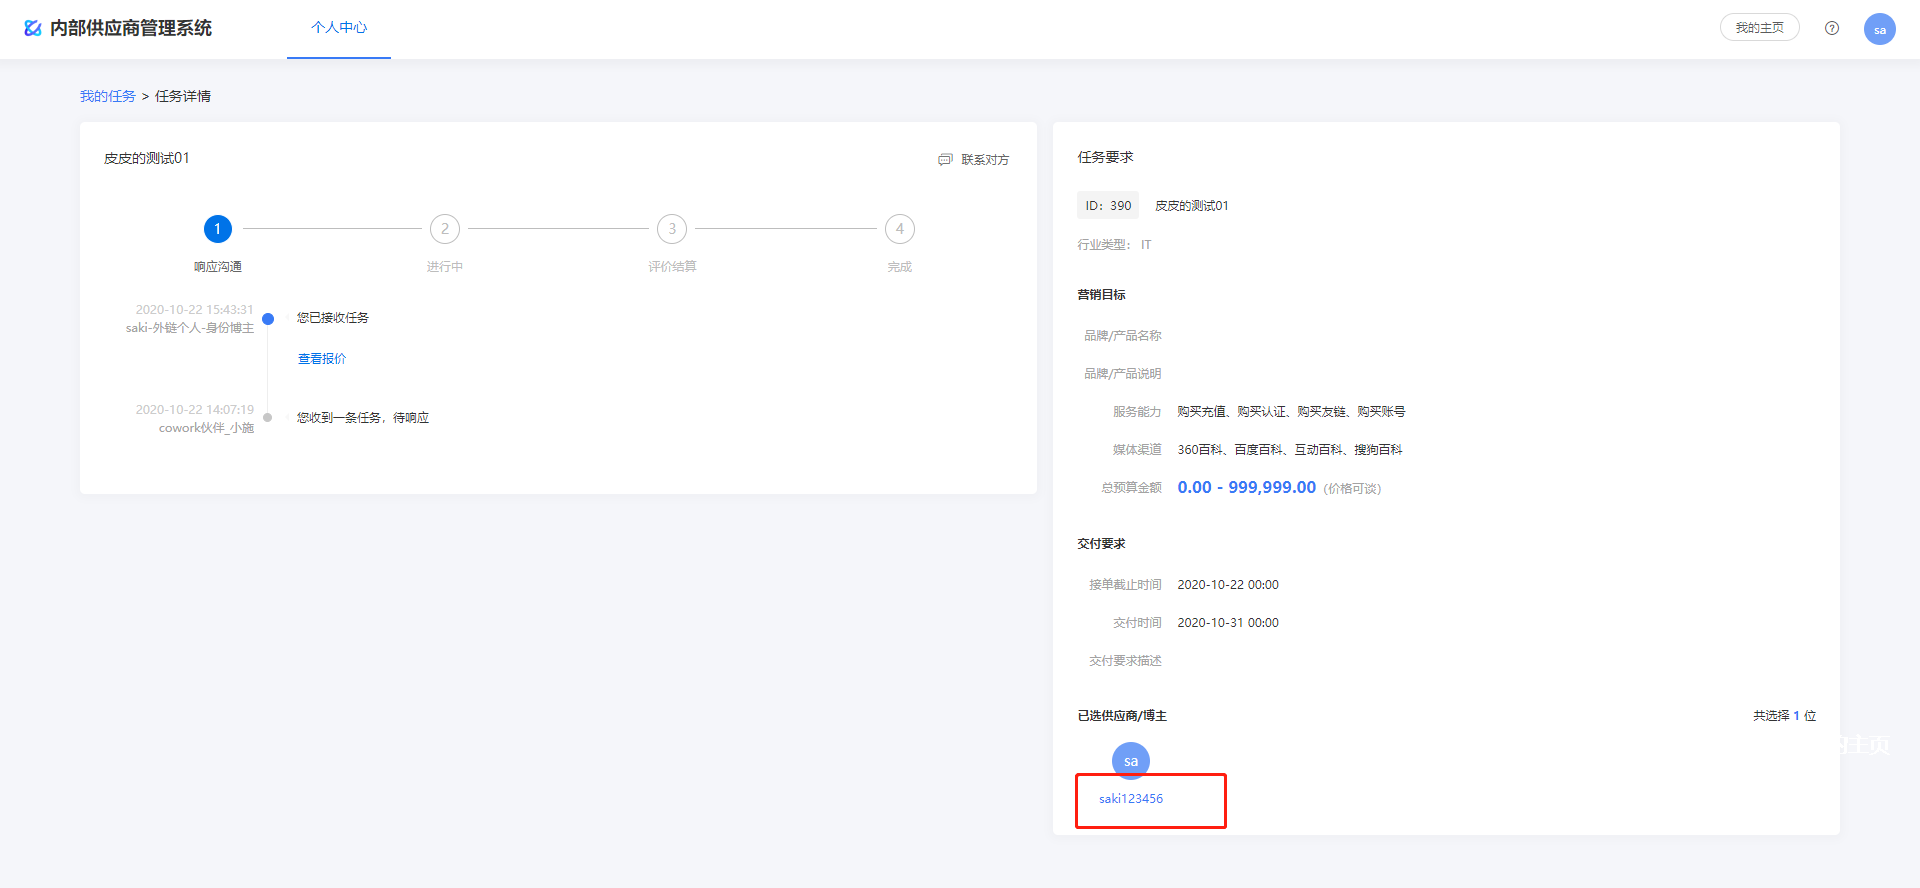 内部供应商管理系统
个人中心
我的主页
sa
我的任务 > 任务详情
皮皮的测试01
联系对方
1
2
3
4
响应沟通
进行中
评价结算
完成
2020-10-22 15:43:31
saki-外链个人-身份博主
您已接收任务
查看报价
2020-10-22 14:07:19
cowork伙伴_小施
您收到一条任务，待响应
任务要求
ID：390
皮皮的测试01
行业类型： IT
营销目标
品牌/产品名称
品牌/产品说明
服务能力 购买充值、购买认证、购买友链、购买账号
媒体渠道 360百科、百度百科、互动百科、搜狗百科
总预算金额 0.00 - 999,999.00 (价格可谈)
交付要求
接单截止时间 2020-10-22 00:00
交付时间 2020-10-31 00:00
交付要求描述
已选供应商/博主
共选择 1 位
sa
saki123456
主页